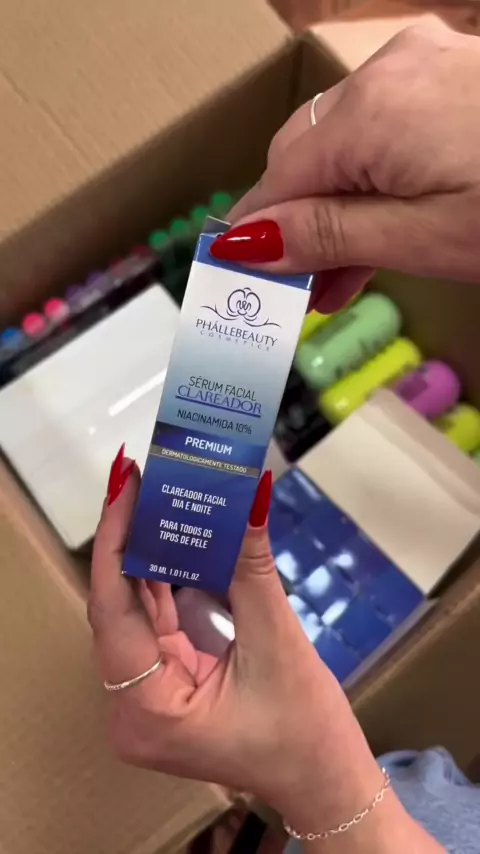 PHÁLLEBEAUTY
COSMETICS
SÉRUM FACIAL
CLAREADOR
NIACINAMIDA 10%
PREMIUM
DERMATOLOGICAMENTE TESTADO
CLAREADOR FACIAL
DIA E NOITE
PARA TODOS OS
TIPOS DE PELE
30 ML 1.01 FL.OZ